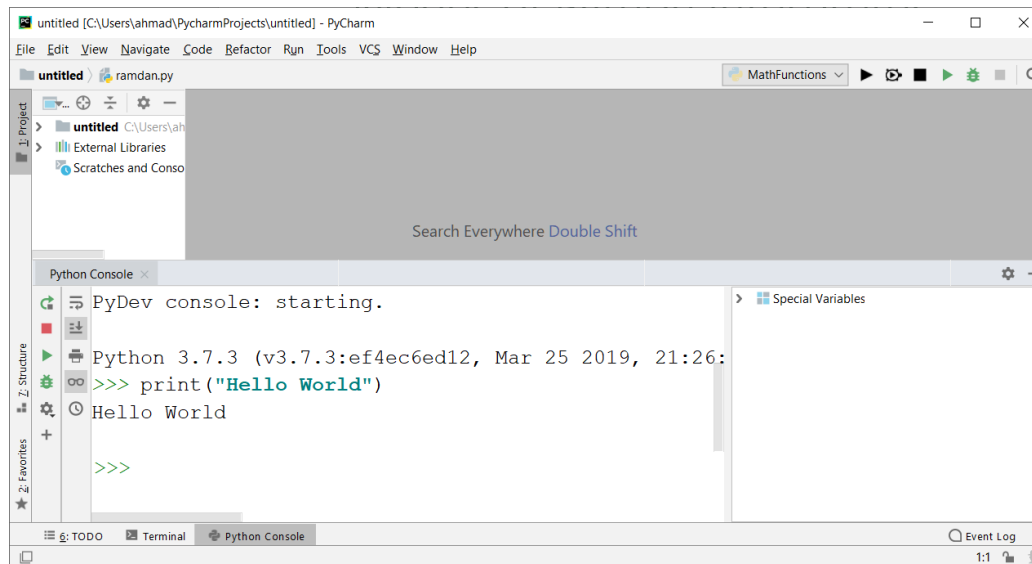 untitled [C:\Users\ahmad\PycharmProjects\untitled] - PyCharm
File Edit View Navigate Code Refactor Run Tools VCS Window Help
untitled ramdan.py MathFunctions
1: Project
untitled C:\Users\ah
External Libraries
Scratches and Conso
Search Everywhere Double Shift
Python Console
PyDev console: starting.
Special Variables
Python 3.7.3 (v3.7.3:ef4ec6ed12, Mar 25 2019, 21:26:
>>> print("Hello World")
Hello World
>>>
7: Structure
2: Favorites
6: TODO Terminal Python Console Event Log
1:1